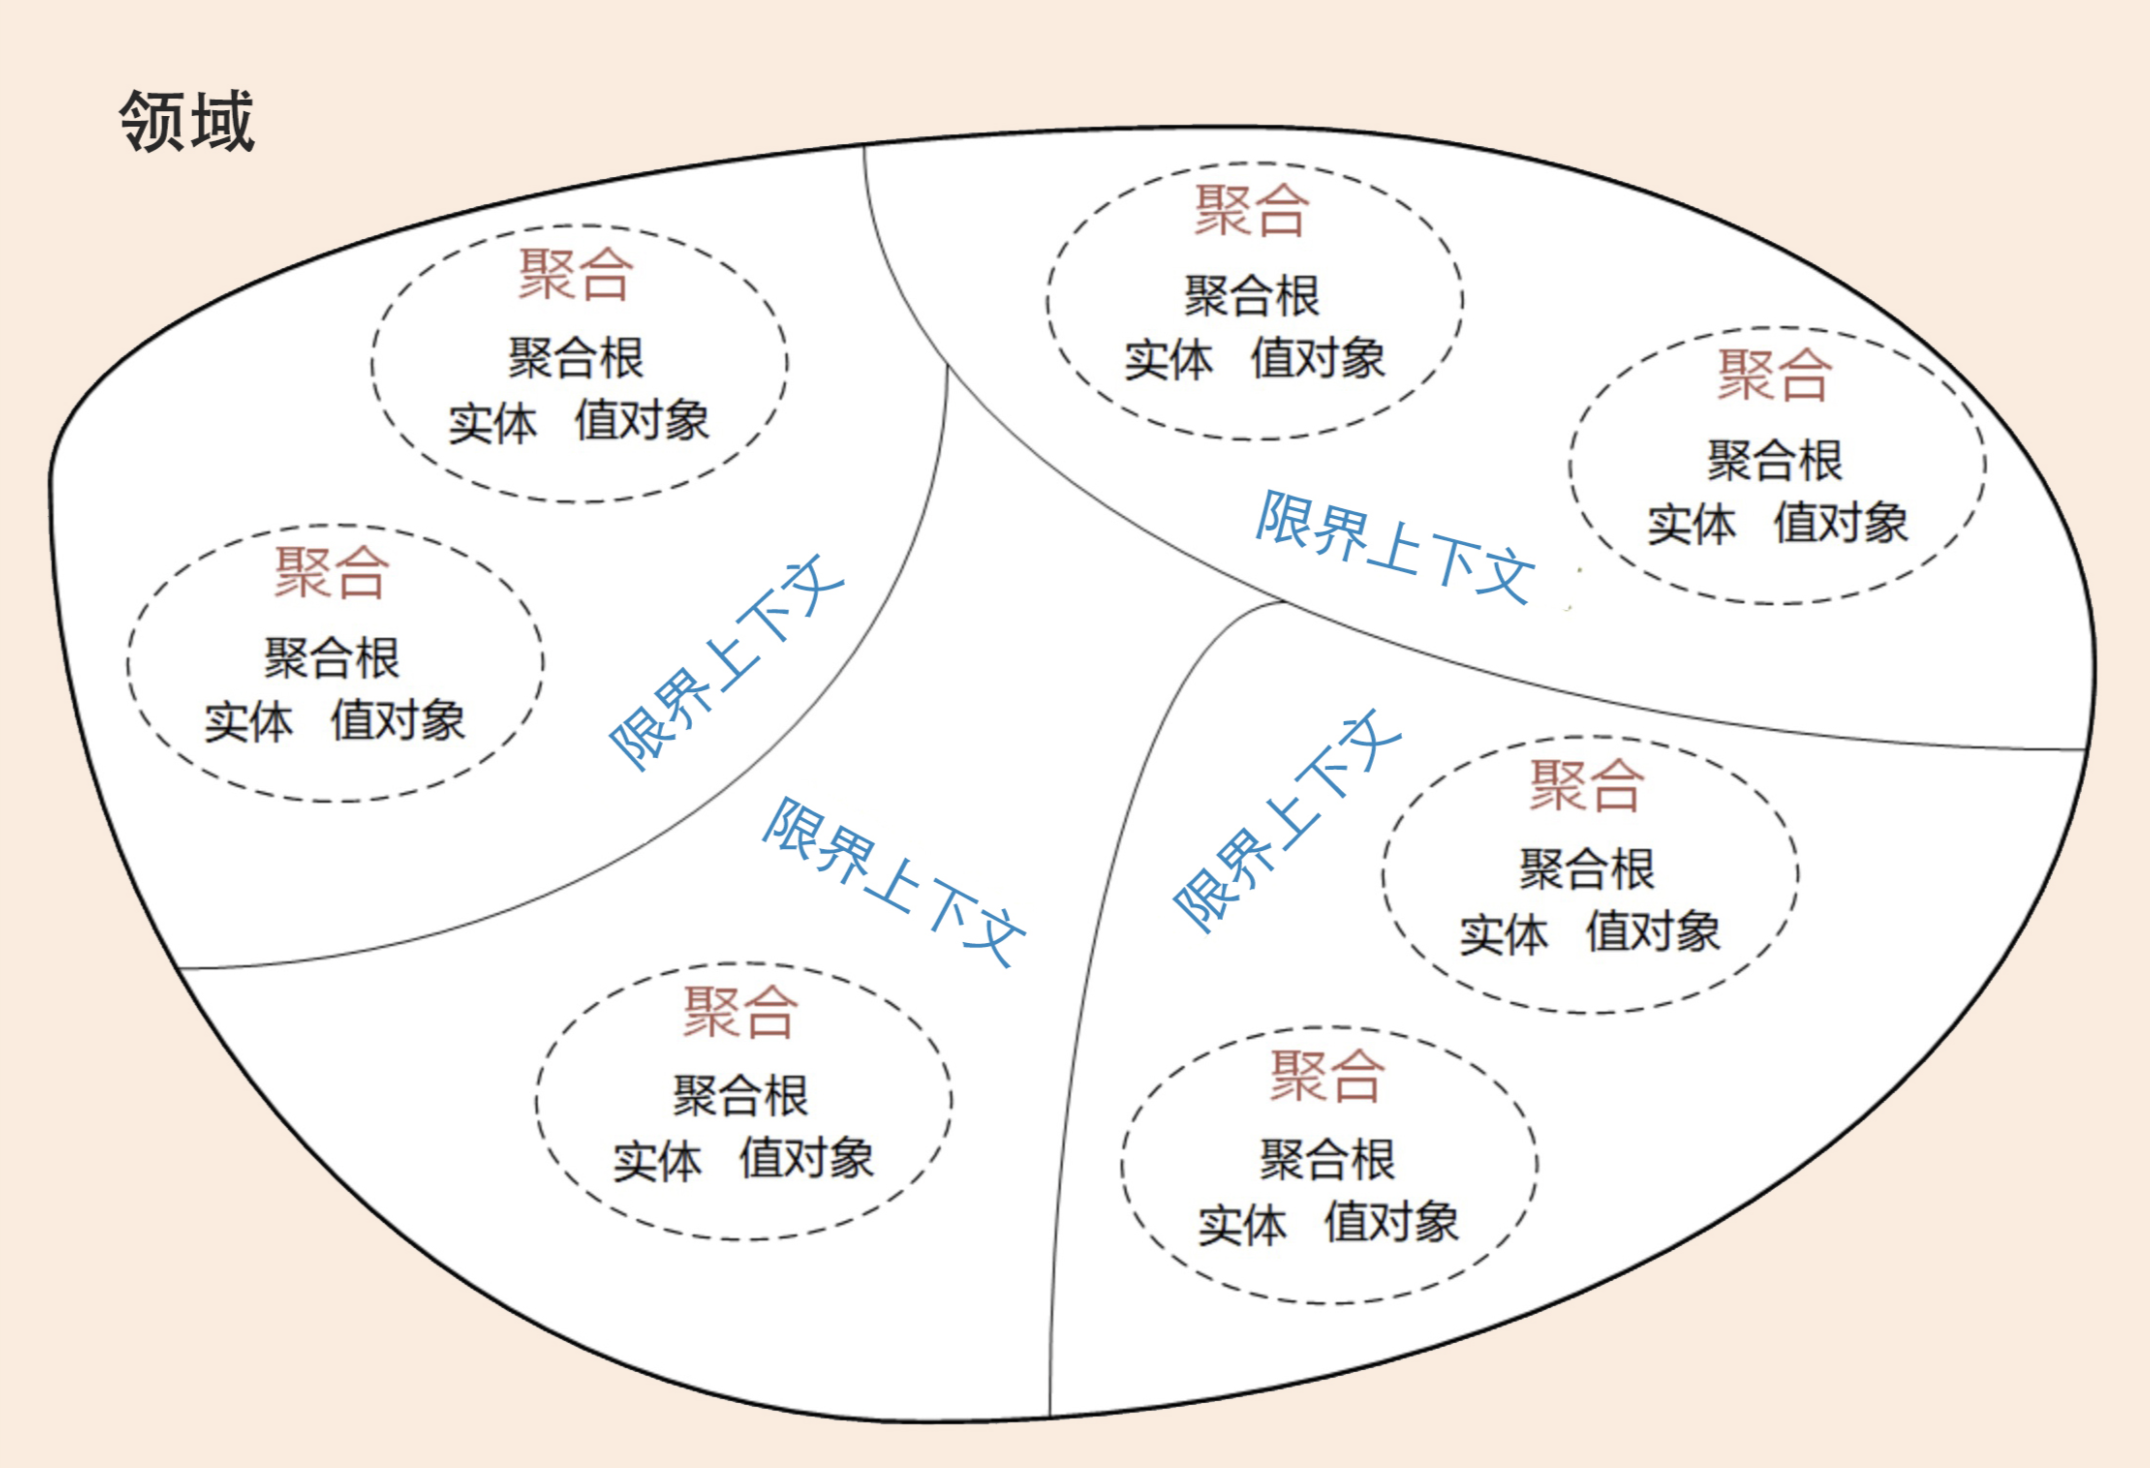 领域
聚合
聚合根
实体 值对象
聚合
聚合根
实体 值对象
限界上下文
聚合
聚合根
实体 值对象
聚合
聚合根
实体 值对象
限界上下文
限界上下文
聚合
聚合根
实体 值对象
限界上下文
聚合
聚合根
实体 值对象
聚合
聚合根
实体 值对象